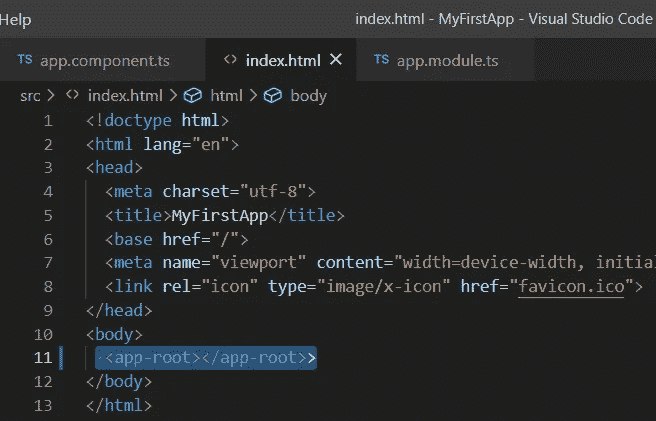 Help index.html - MyFirstApp - Visual Studio Code
TS app.component.ts <> index.html × TS app.module.ts
src > <> index.html > html > body
1 <!doctype html>
2 <html lang="en">
3 <head>
4 <meta charset="utf-8">
5 <title>MyFirstApp</title>
6 <base href="/">
7 <meta name="viewport" content="width=device-width, initial
8 <link rel="icon" type="image/x-icon" href="favicon.ico">
9 </head>
10 <body>
11 <app-root></app-root>>
12 </body>
13 </html>